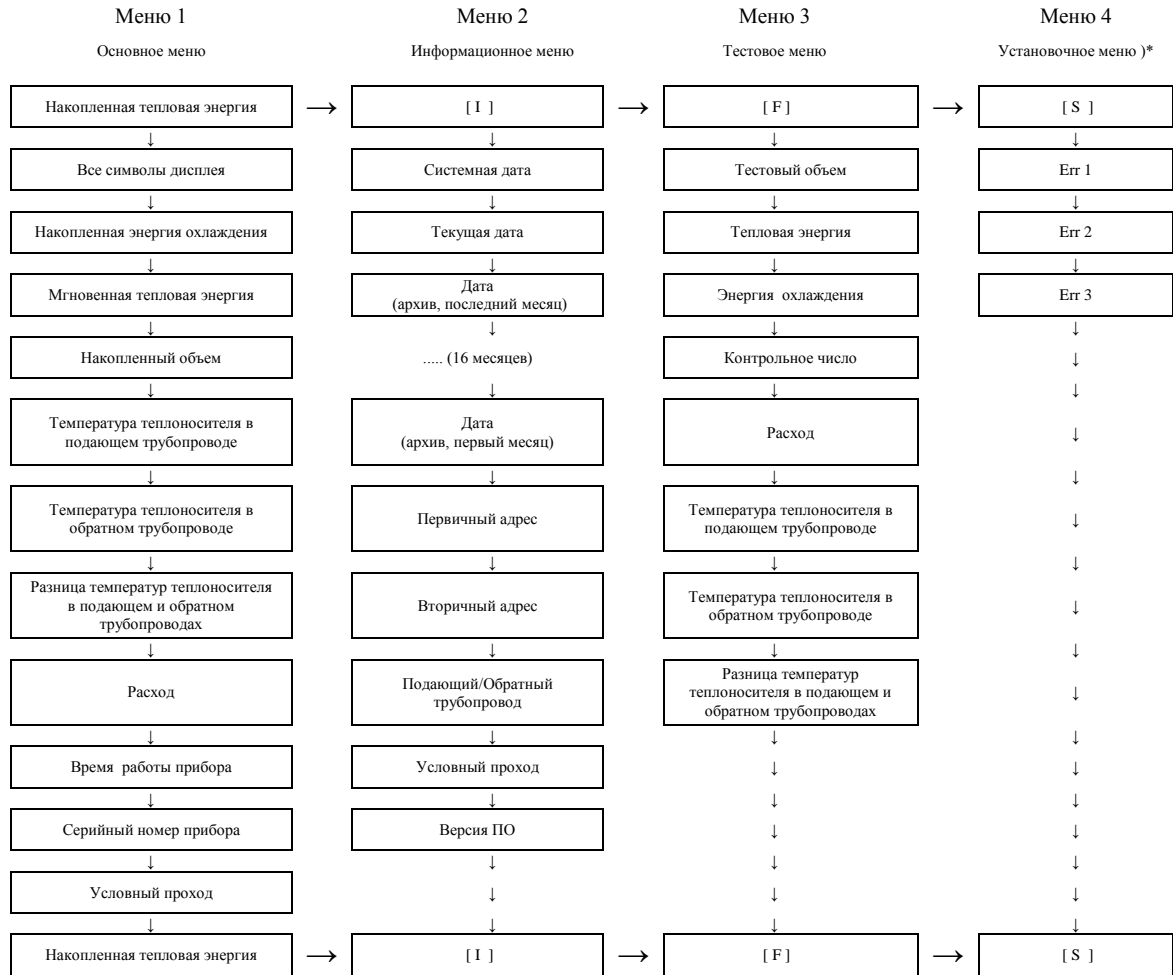 Меню 1
Основное меню
Накопленная тепловая энергия
Все символы дисплея
Накопленная энергия охлаждения
Мгновенная тепловая энергия
Накопленный объем
Температура теплоносителя в
подающем трубопроводе
Температура теплоносителя в
обратном трубопроводе
Разница температур теплоносителя
в подающем и обратном
трубопроводах
Расход
Время работы прибора
Серийный номер прибора
Условный проход
Накопленная тепловая энергия
Меню 2
Информационное меню
[ I ]
Системная дата
Текущая дата
Дата
(архив, последний месяц)
..... (16 месяцев)
Дата
(архив, первый месяц)
Первичный адрес
Вторичный адрес
Подающий/Обратный
трубопровод
Условный проход
Версия ПО
[ I ]
Меню 3
Тестовое меню
[ F ]
Тестовый объем
Тепловая энергия
Энергия охлаждения
Контрольное число
Расход
Температура теплоносителя в
подающем трубопроводе
Температура теплоносителя в
обратном трубопроводе
Разница температур
теплоносителя в подающем и
обратном трубопроводах
[ F ]
Меню 4
Установочное меню )*
[ S ]
Err 1
Err 2
Err 3
[ S ]